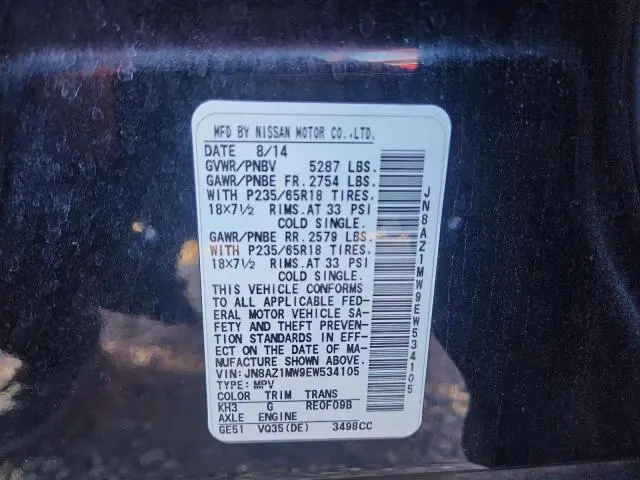 MFD BY NISSAN MOTOR CO.,LTD.
DATE 8/14
GVWR/PNBV 5287 LBS.
GAWR/PNBE FR. 2754 LBS.
WITH P235/65R18 TIRES.
18X7½ RIMS. AT 33 PSI
COLD SINGLE.
GAWR/PNBE RR. 2579 LBS.
WITH P235/65R18 TIRES.
18X7½ RIMS. AT 33 PSI
COLD SINGLE.
THIS VEHICLE CONFORMS
TO ALL APPLICABLE FED-
ERAL MOTOR VEHICLE SA-
FETY AND THEFT PREVEN-
TION STANDARDS IN EFF-
ECT ON THE DATE OF MA-
NUFACTURE SHOWN ABOVE.
VIN: JN8AZ1MW9EW534105
TYPE: MPV
COLOR TRIM TRANS
KH3 G RE0F09B
AXLE ENGINE
GE51 VQ35(DE) 3498CC
JN8AZ1MW9EW534105